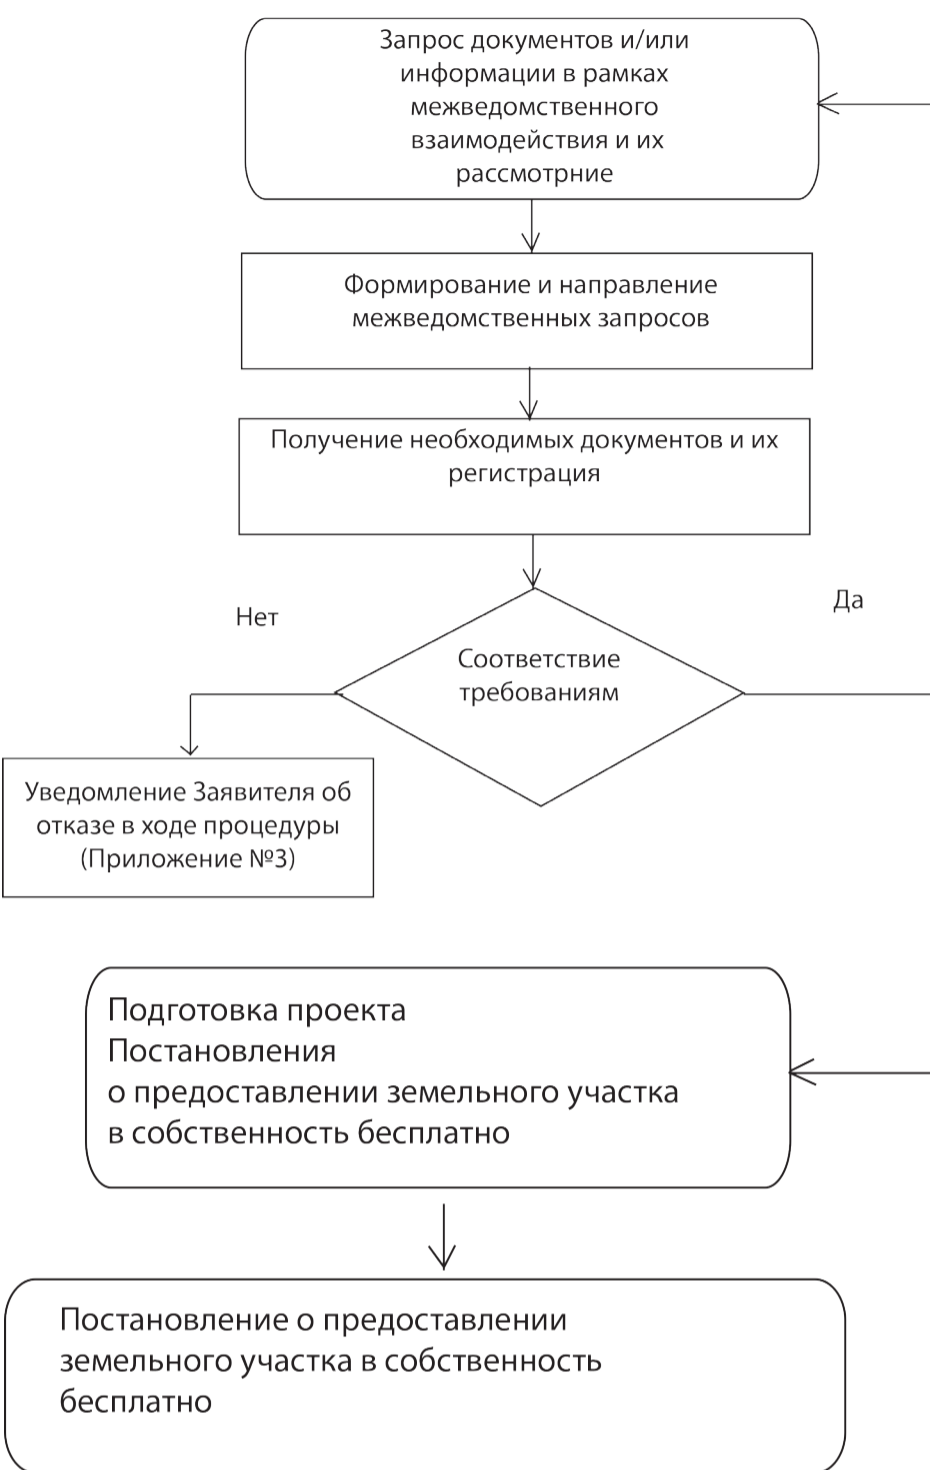 Запрос документов и/или
информации в рамках
межведомственного
взаимодействия и их
рассмотрние
Формирование и направление
межведомственных запросов
Получение необходимых документов и их
регистрация
Нет
Да
Соответствие
требованиям
Уведомление Заявителя об
отказе в ходе процедуры
(Приложение №3)
Подготовка проекта
Постановления
о предоставлении земельного участка
в собственность бесплатно
Постановление о предоставлении
земельного участка в собственность
бесплатно